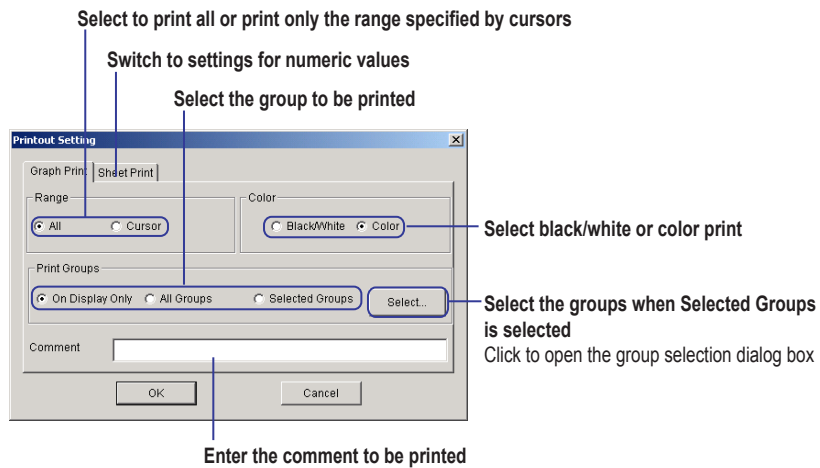 Select to print all or print only the range specified by cursors
Switch to settings for numeric values
Select the group to be printed
Printout Setting
Graph Print Sheet Print
Range
All Cursor
Color
Black/White Color
Select black/white or color print
Print Groups
On Display Only All Groups Selected Groups Select...
Select the groups when Selected Groups
is selected
Click to open the group selection dialog box
Comment
OK Cancel
Enter the comment to be printed